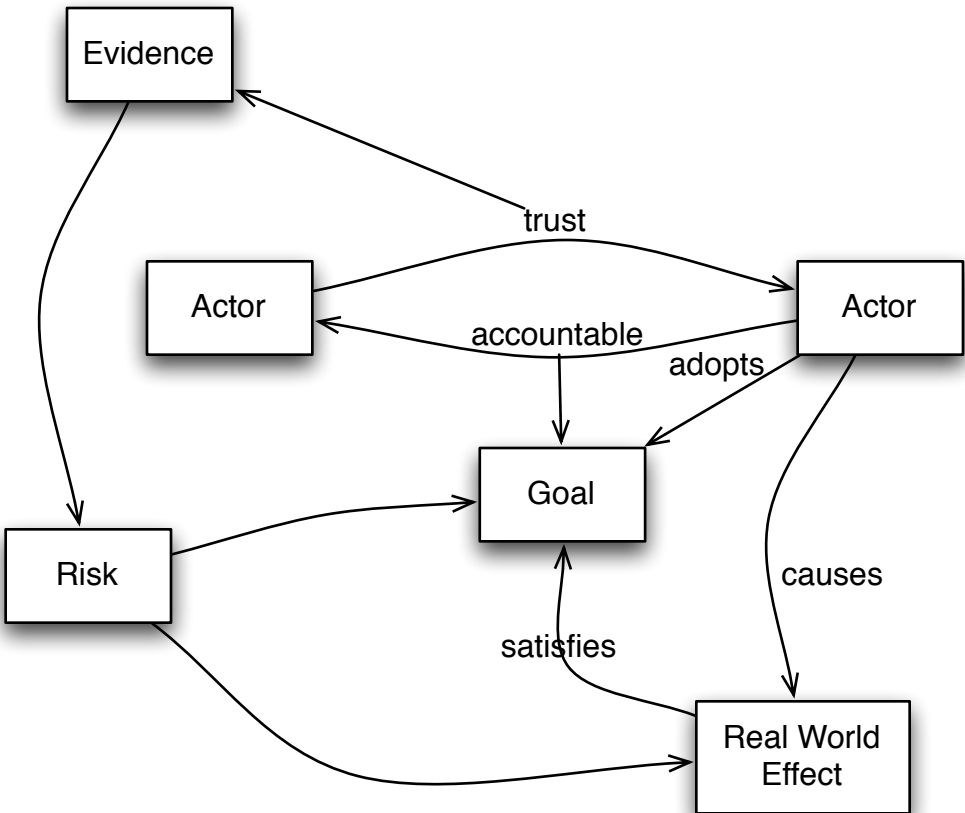 Evidence
trust
Actor
Actor
accountable
adopts
Goal
Risk
causes
satisfies
Real World
Effect